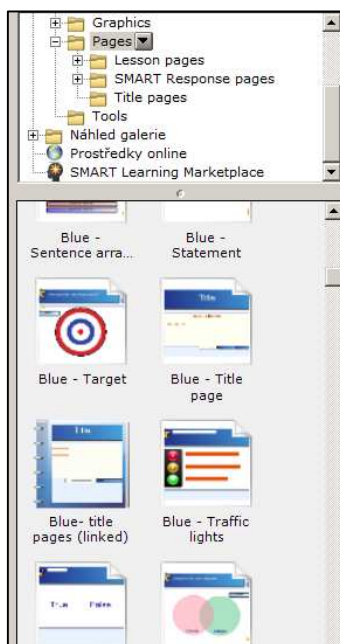 Graphics
Pages
Lesson pages
SMART Response pages
Title pages
Tools
Náhled galerie
Prostředky online
SMART Learning Marketplace
Blue -
Sentence arra...
Blue -
Statement
Blue - Target
Blue - Title
page
Title
Blue- title
pages (linked)
Blue - Traffic
lights
True False